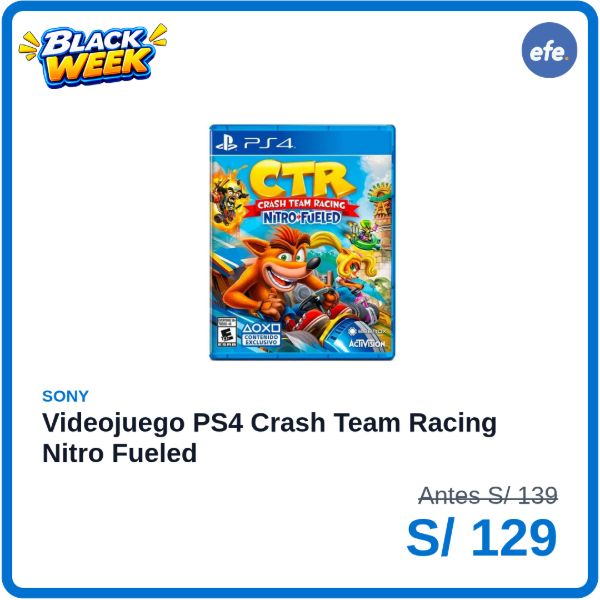 BLACK
WEEK
efe.
PS4
CTR
CRASH TEAM RACING
NITRO-FUELED
E
CONTENIDO
EXCLUSIVO
ACTIVISION
SONY
Videojuego PS4 Crash Team Racing
Nitro Fueled
Antes S/ 139
S/ 129